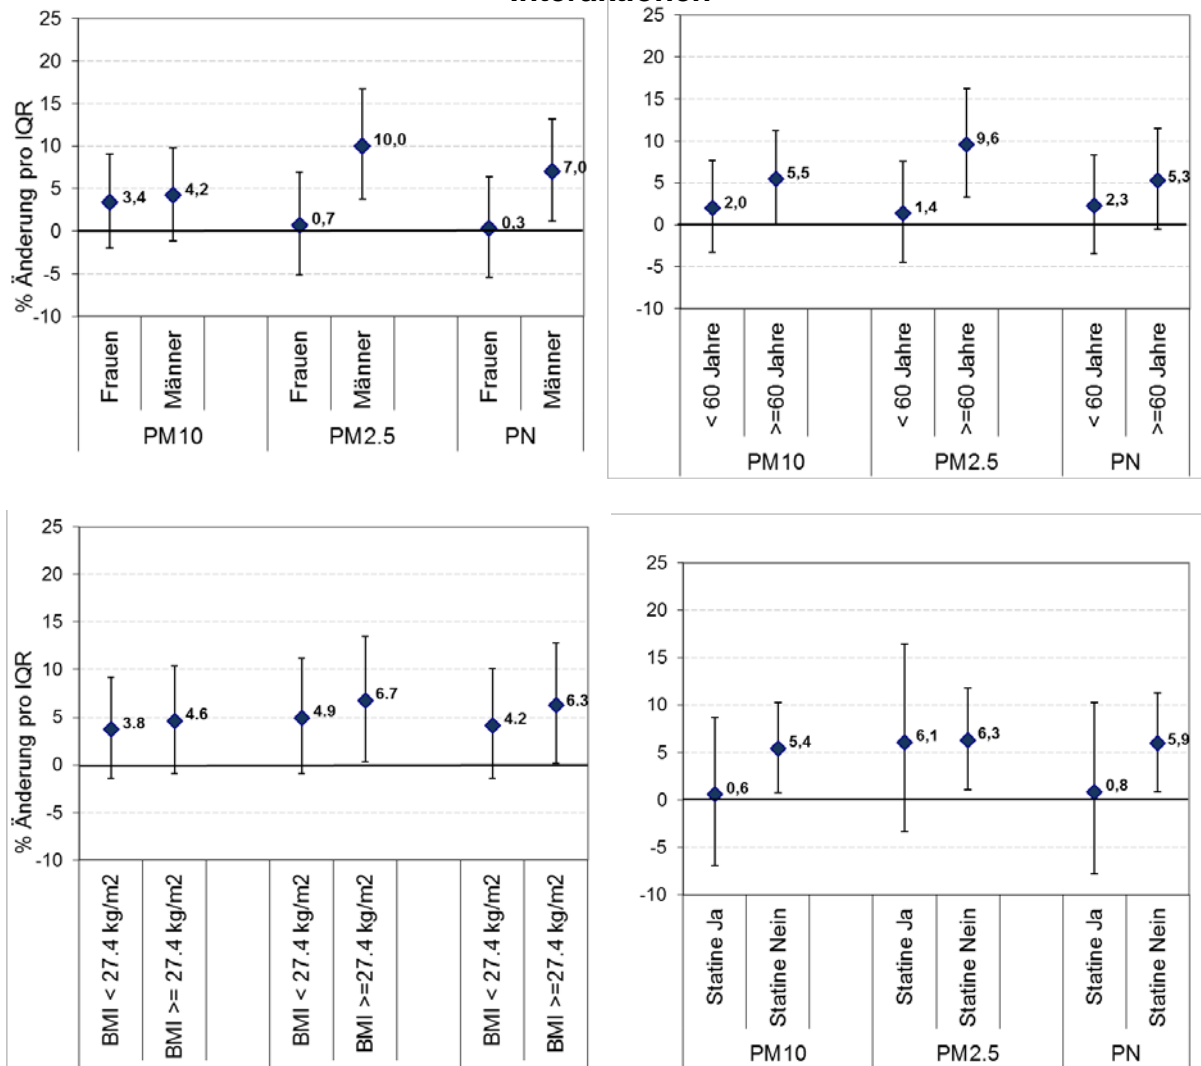 Interaktionen
% Änderung pro IQR
25
20
15
10
5
0
-5
-10
3,4
4,2
0,7
10,0
0,3
7,0
Frauen
Männer
Frauen
Männer
Frauen
Männer
PM10
PM2.5
PN
25
20
15
10
5
0
-5
-10
2,0
5,5
1,4
9,6
2,3
5,3
< 60 Jahre
>=60 Jahre
< 60 Jahre
>=60 Jahre
< 60 Jahre
>=60 Jahre
PM10
PM2.5
PN
% Änderung pro IQR
25
20
15
10
5
0
-5
-10
3.8
4.6
4.9
6.7
4.2
6.3
BMI < 27.4 kg/m2
BMI >= 27.4 kg/m2
BMI < 27.4 kg/m2
BMI >=27.4 kg/m2
BMI < 27.4 kg/m2
BMI >=27.4 kg/m2
25
20
15
10
5
0
-5
-10
0,6
5,4
6,1
6,3
0,8
5,9
Statine Ja
Statine Nein
Statine Ja
Statine Nein
Statine Ja
Statine Nein
PM10
PM2.5
PN